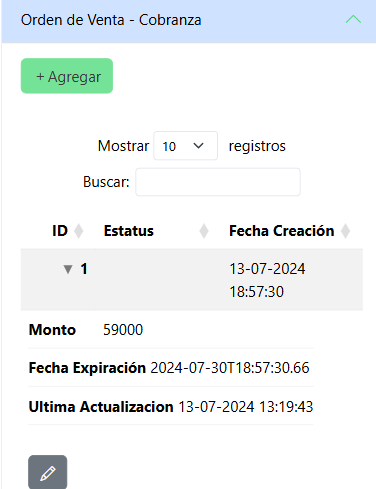 Orden de Venta - Cobranza
+ Agregar
Mostrar 10 registros
Buscar:
ID Estatus Fecha Creación
1 13-07-2024
18:57:30
Monto 59000
Fecha Expiración 2024-07-30T18:57:30.66
Ultima Actualizacion 13-07-2024 13:19:43